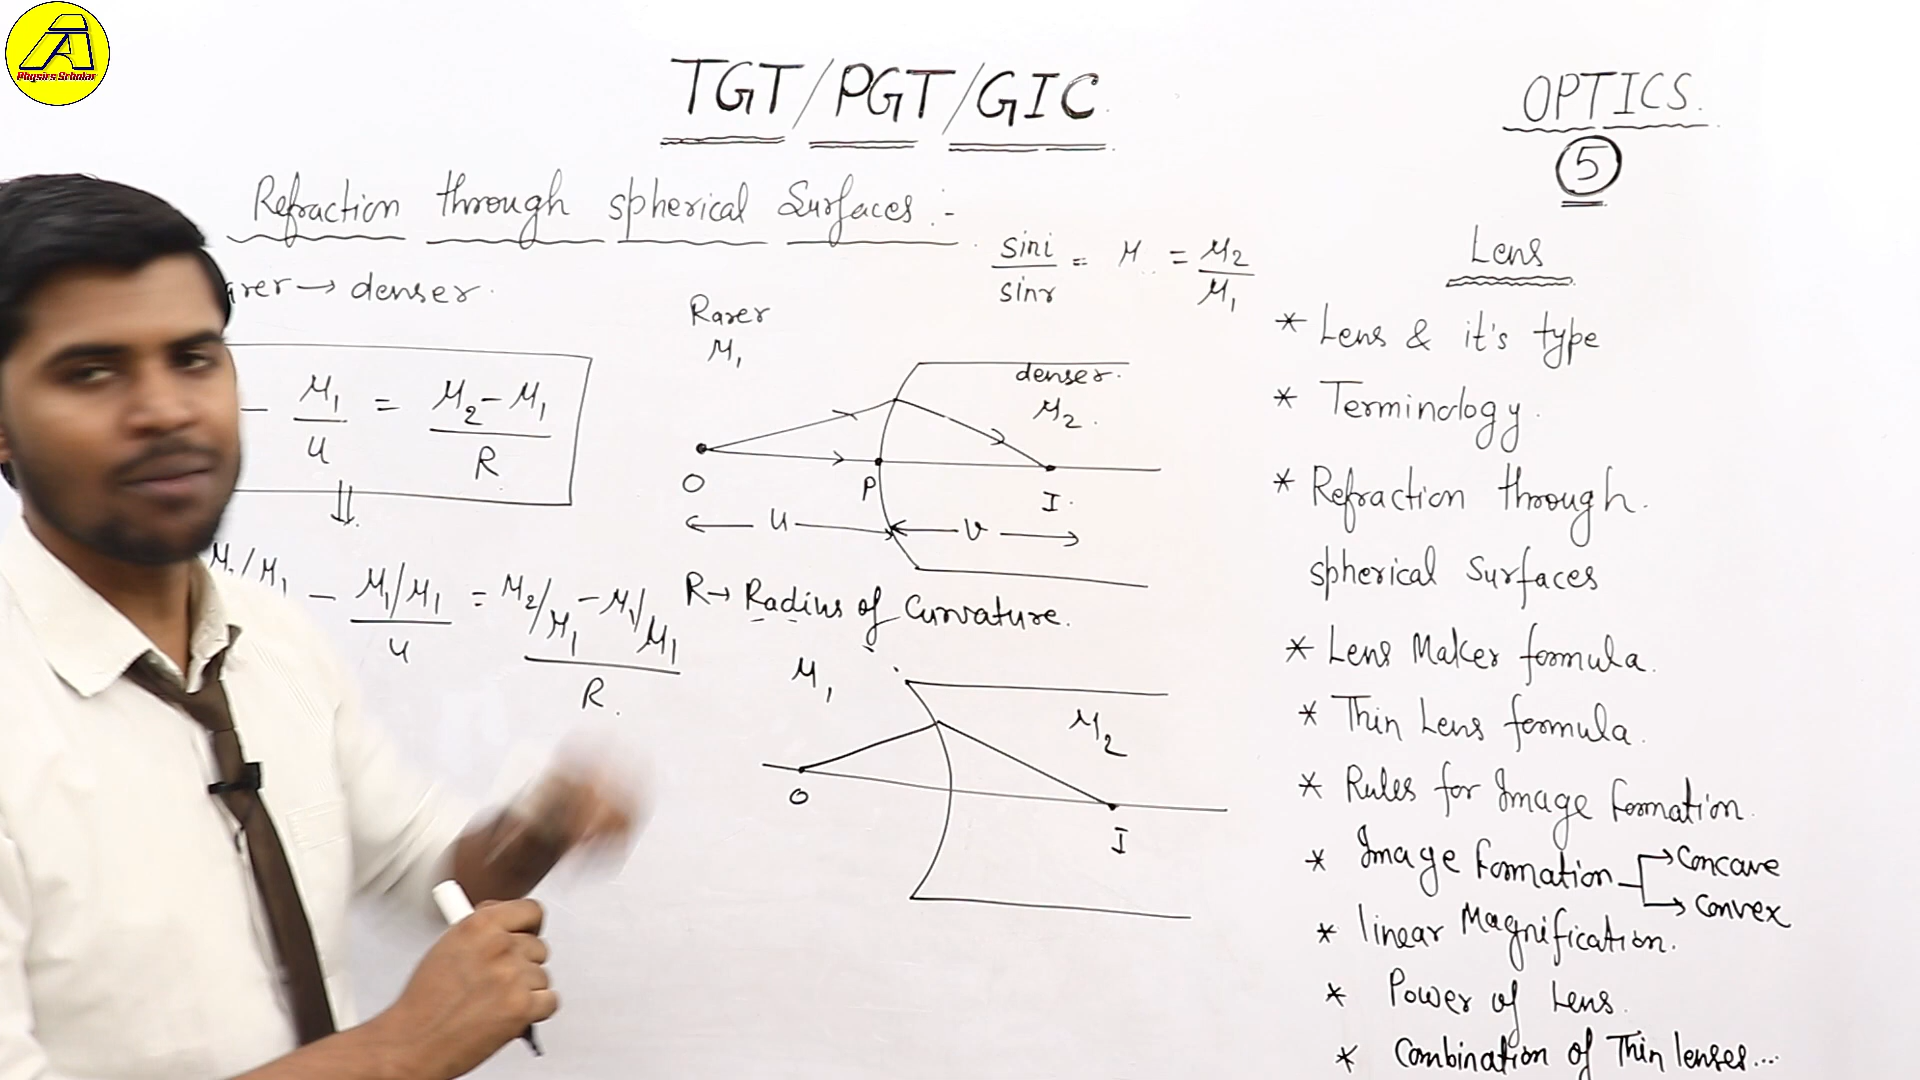 A
Physics Scholar
TGT/PGT/GIC
OPTICS.
5
Refraction through spherical Surfaces :-
arer → denser.
sini/sinr = μ = μ2/μ1
Rarer
μ1
denser.
μ2.
O
P
I.
u
v
- μ1/u = (μ2 - μ1)/R
⇓
- (μ1/μ1)/u = (μ2/μ1 - μ1/μ1)/R.
R → Radius of Curvature.
μ1
μ2
O
I
Lens
* Lens & it's type
* Terminology.
* Refraction through.
spherical surfaces
* Lens Maker formula.
* Thin Lens formula.
* Rules for Image formation.
* Image formation → Concave
→ Convex
* linear Magnification.
* Power of Lens.
* Combination of Thin lenses...